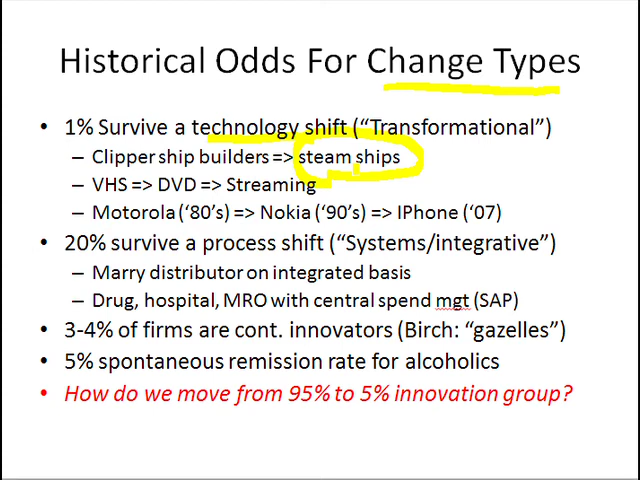 Historical Odds For Change Types
• 1% Survive a technology shift (“Transformational”)
– Clipper ship builders => steam ships
– VHS => DVD => Streaming
– Motorola (‘80’s) => Nokia (‘90’s) => IPhone (‘07)
• 20% survive a process shift (“Systems/integrative”)
– Marry distributor on integrated basis
– Drug, hospital, MRO with central spend mgt (SAP)
• 3-4% of firms are cont. innovators (Birch: “gazelles”)
• 5% spontaneous remission rate for alcoholics
• How do we move from 95% to 5% innovation group?